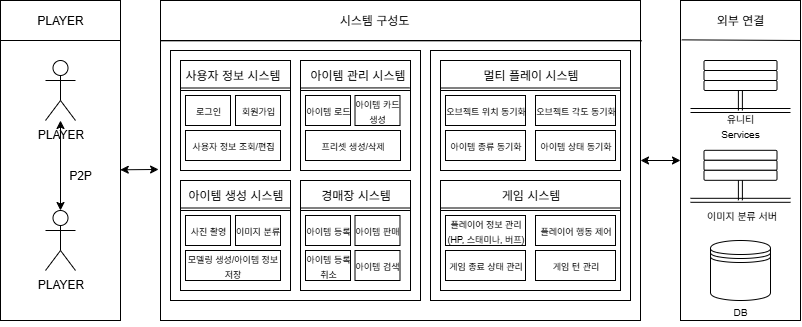 PLAYER
PLAYER
P2P
PLAYER
시스템 구성도
사용자 정보 시스템
로그인
회원가입
사용자 정보 조회/편집
아이템 관리 시스템
아이템 로드
아이템 카드
생성
프리셋 생성/삭제
멀티 플레이 시스템
오브젝트 위치 동기화
오브젝트 각도 동기화
아이템 종류 동기화
아이템 상태 동기화
아이템 생성 시스템
사진 촬영
이미지 분류
모델링 생성/아이템 정보
저장
경매장 시스템
아이템 등록
아이템 판매
아이템 등록
취소
아이템 검색
게임 시스템
플레이어 정보 관리
(HP, 스태미나, 버프)
플레이어 행동 제어
게임 종료 상태 관리
게임 턴 관리
외부 연결
유니티
Services
이미지 분류 서버
DB